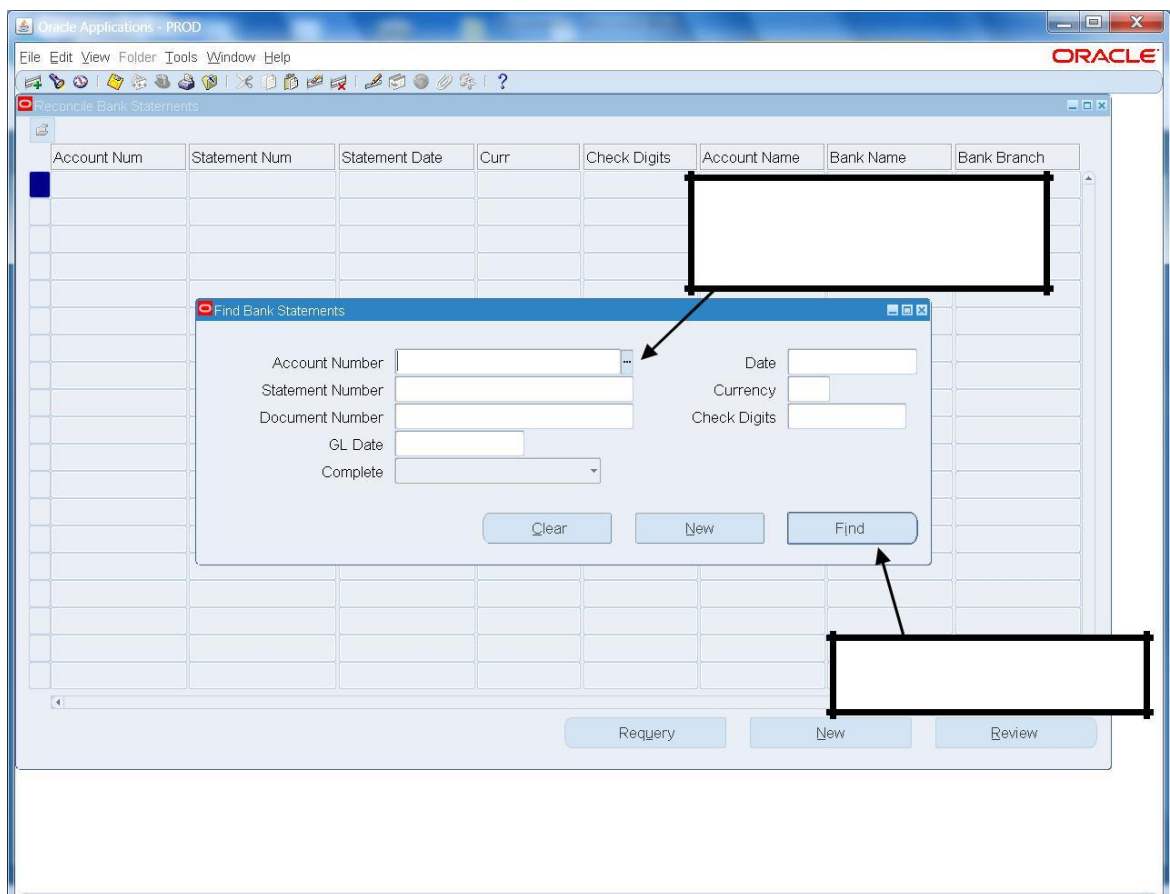 Oracle Applications - PROD
File Edit View Folder Tools Window Help
ORACLE
Reconcile Bank Statements
Account Num Statement Num Statement Date Curr Check Digits Account Name Bank Name Bank Branch
Find Bank Statements
Account Number Date
Statement Number Currency
Document Number Check Digits
GL Date
Complete
Clear New Find
Requery New Review